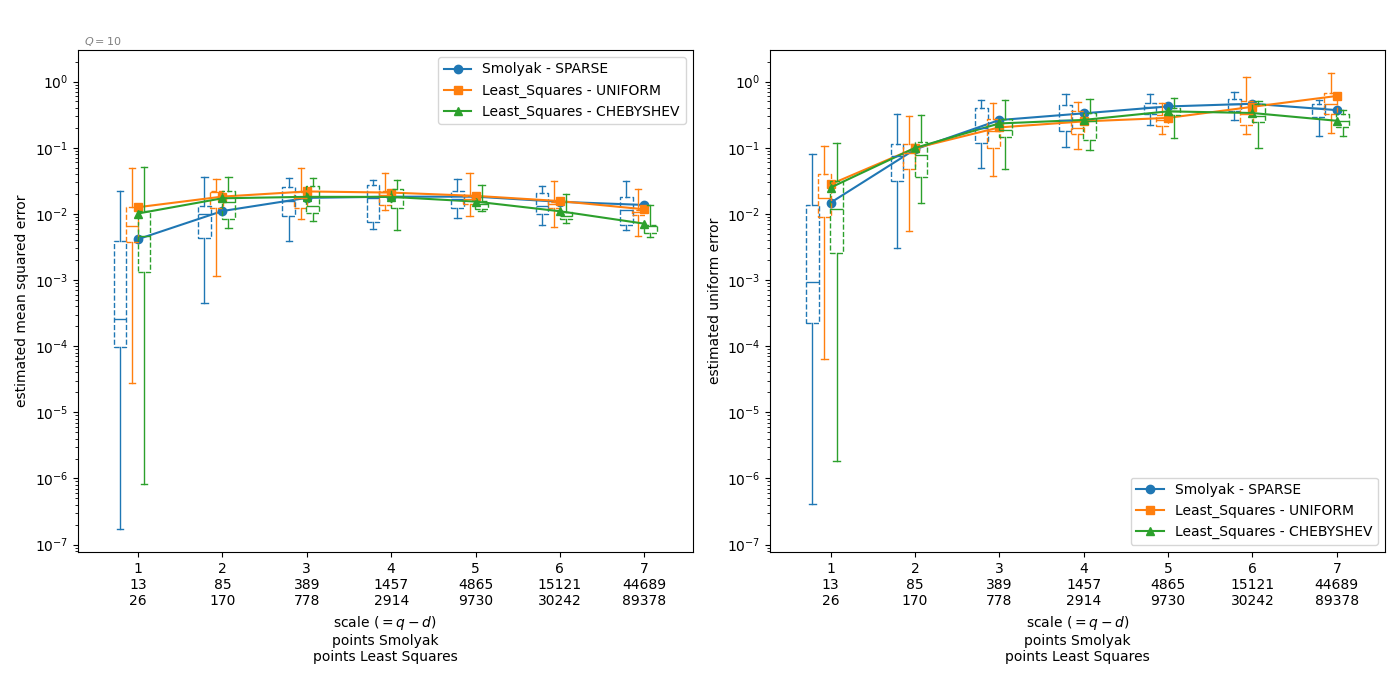 Q = 10
10⁰
10⁻¹
10⁻²
10⁻³
10⁻⁴
10⁻⁵
10⁻⁶
10⁻⁷
estimated mean squared error
Smolyak - SPARSE
Least_Squares - UNIFORM
Least_Squares - CHEBYSHEV
1 2 3 4 5 6 7
13 85 389 1457 4865 15121 44689
26 170 778 2914 9730 30242 89378
scale (= q − d)
points Smolyak
points Least Squares
10⁰
10⁻¹
10⁻²
10⁻³
10⁻⁴
10⁻⁵
10⁻⁶
10⁻⁷
estimated uniform error
Smolyak - SPARSE
Least_Squares - UNIFORM
Least_Squares - CHEBYSHEV
1 2 3 4 5 6 7
13 85 389 1457 4865 15121 44689
26 170 778 2914 9730 30242 89378
scale (= q − d)
points Smolyak
points Least Squares